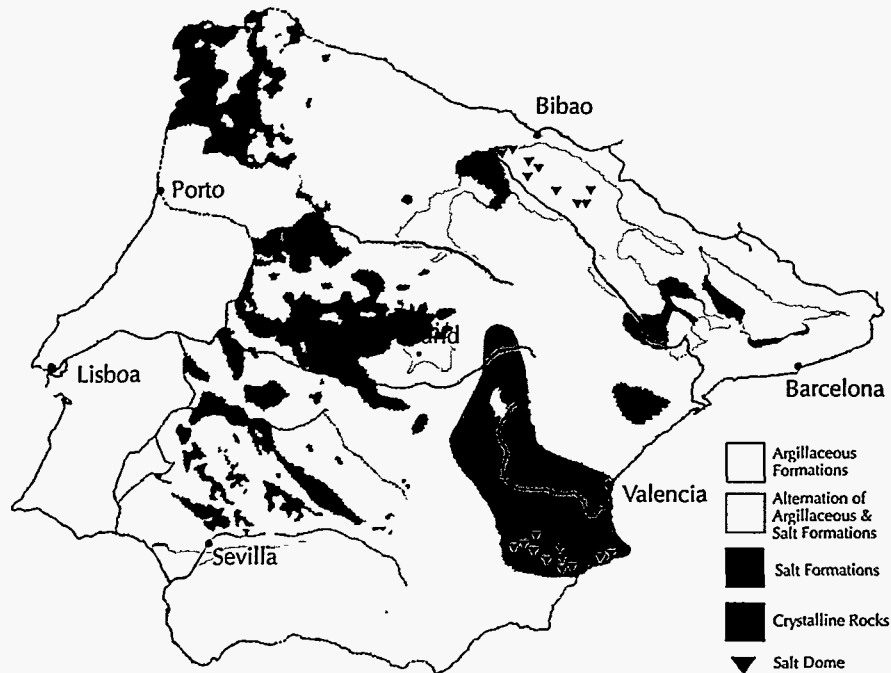 Bibao
Porto
Lisboa
Barcelona
Valencia
Sevilla
Argillaceous
Formations
Alternation of
Argillaceous &
Salt Formations
Salt Formations
Crystalline Rocks
Salt Dome